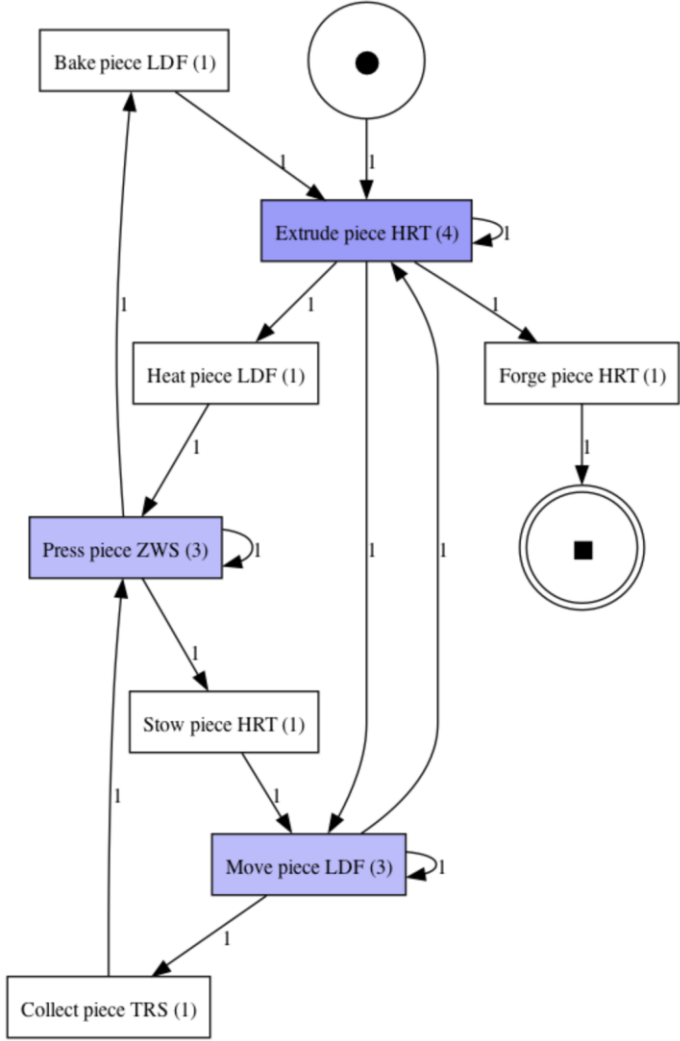 Bake piece LDF (1)
1
1
Extrude piece HRT (4)
1
1
1
1
Heat piece LDF (1)
Forge piece HRT (1)
1
1
Press piece ZWS (3)
1
1
1
1
Stow piece HRT (1)
1
1
Move piece LDF (3)
1
1
Collect piece TRS (1)